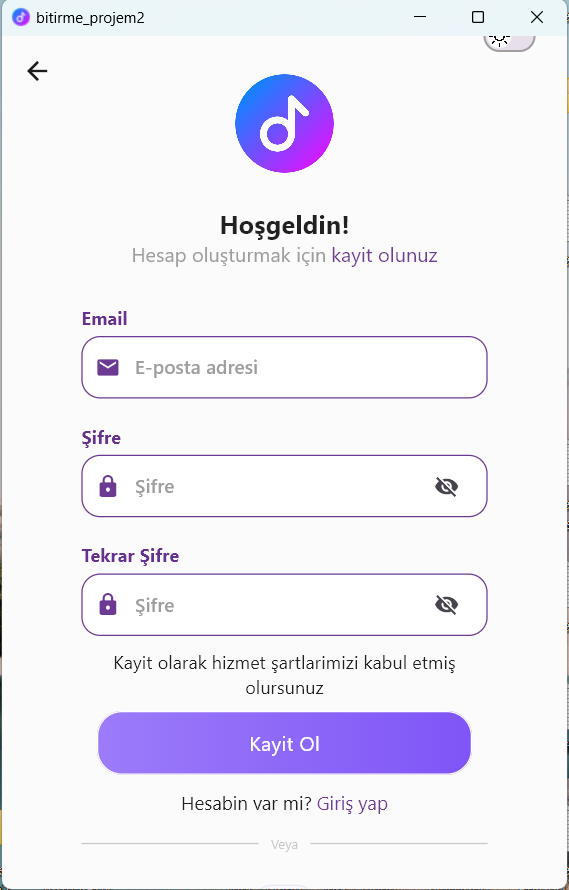 bitirme_projem2
Hoşgeldin!
Hesap oluşturmak için kayit olunuz
Email
E-posta adresi
Şifre
Şifre
Tekrar Şifre
Şifre
Kayit olarak hizmet şartlarimizi kabul etmiş
olursunuz
Kayit Ol
Hesabin var mi? Giriş yap
Veya